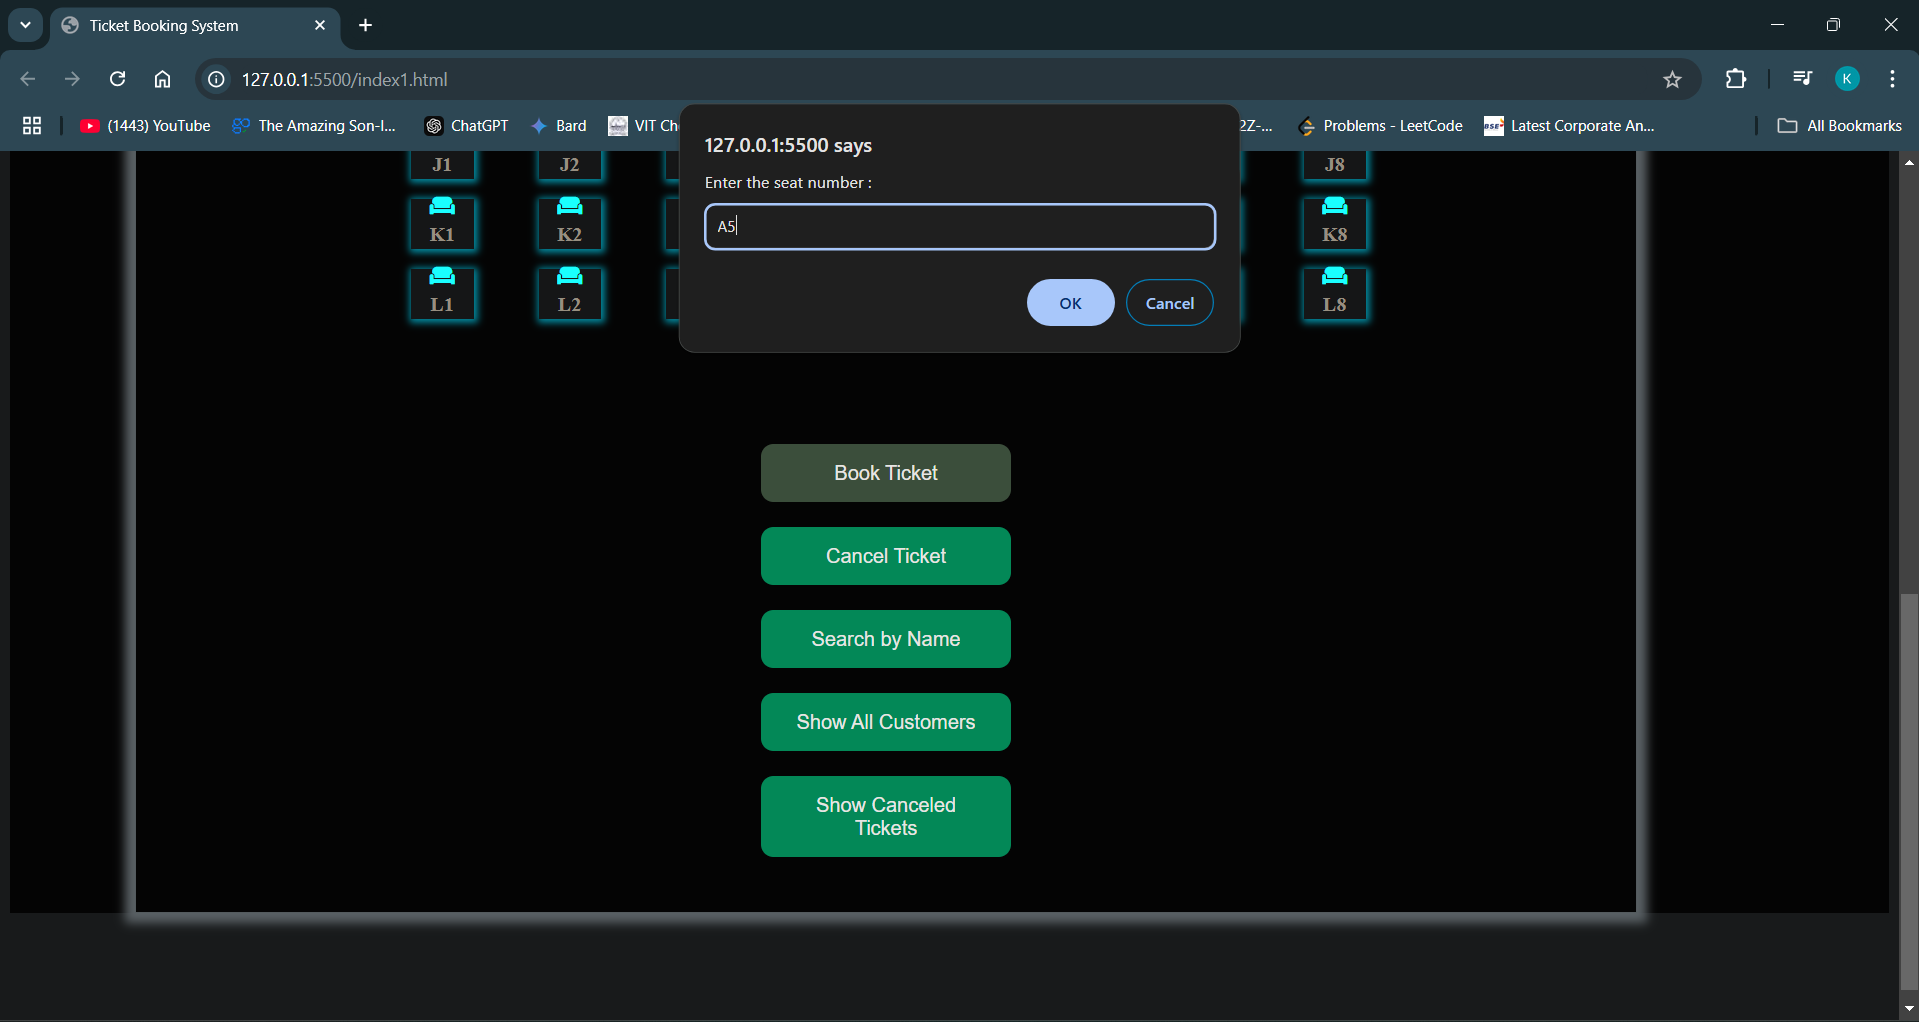 Ticket Booking System
127.0.0.1:5500/index1.html
(1443) YouTube
The Amazing Son-I...
ChatGPT
Bard
VIT Ch
2Z-...
Problems - LeetCode
BSE
Latest Corporate An...
All Bookmarks
K
127.0.0.1:5500 says
Enter the seat number :
A5
OK
Cancel
J1
J2
J8
K1
K2
K8
L1
L2
L8
Book Ticket
Cancel Ticket
Search by Name
Show All Customers
Show Canceled
Tickets